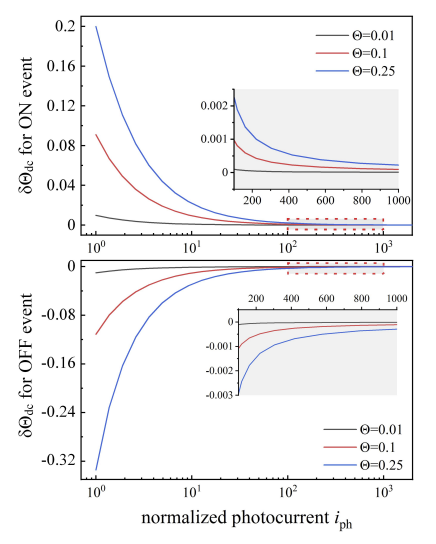 δΘdc for ON event
0.2
0.16
0.12
0.08
0.04
0
Θ=0.01
Θ=0.1
Θ=0.25
0.002
0.001
0
200 400 600 800 1000
10⁰ 10¹ 10² 10³
δΘdc for OFF event
0
-0.08
-0.16
-0.24
-0.32
200 400 600 800 1000
0
-0.001
-0.002
-0.003
Θ=0.01
Θ=0.1
Θ=0.25
10⁰ 10¹ 10² 10³
normalized photocurrent iph